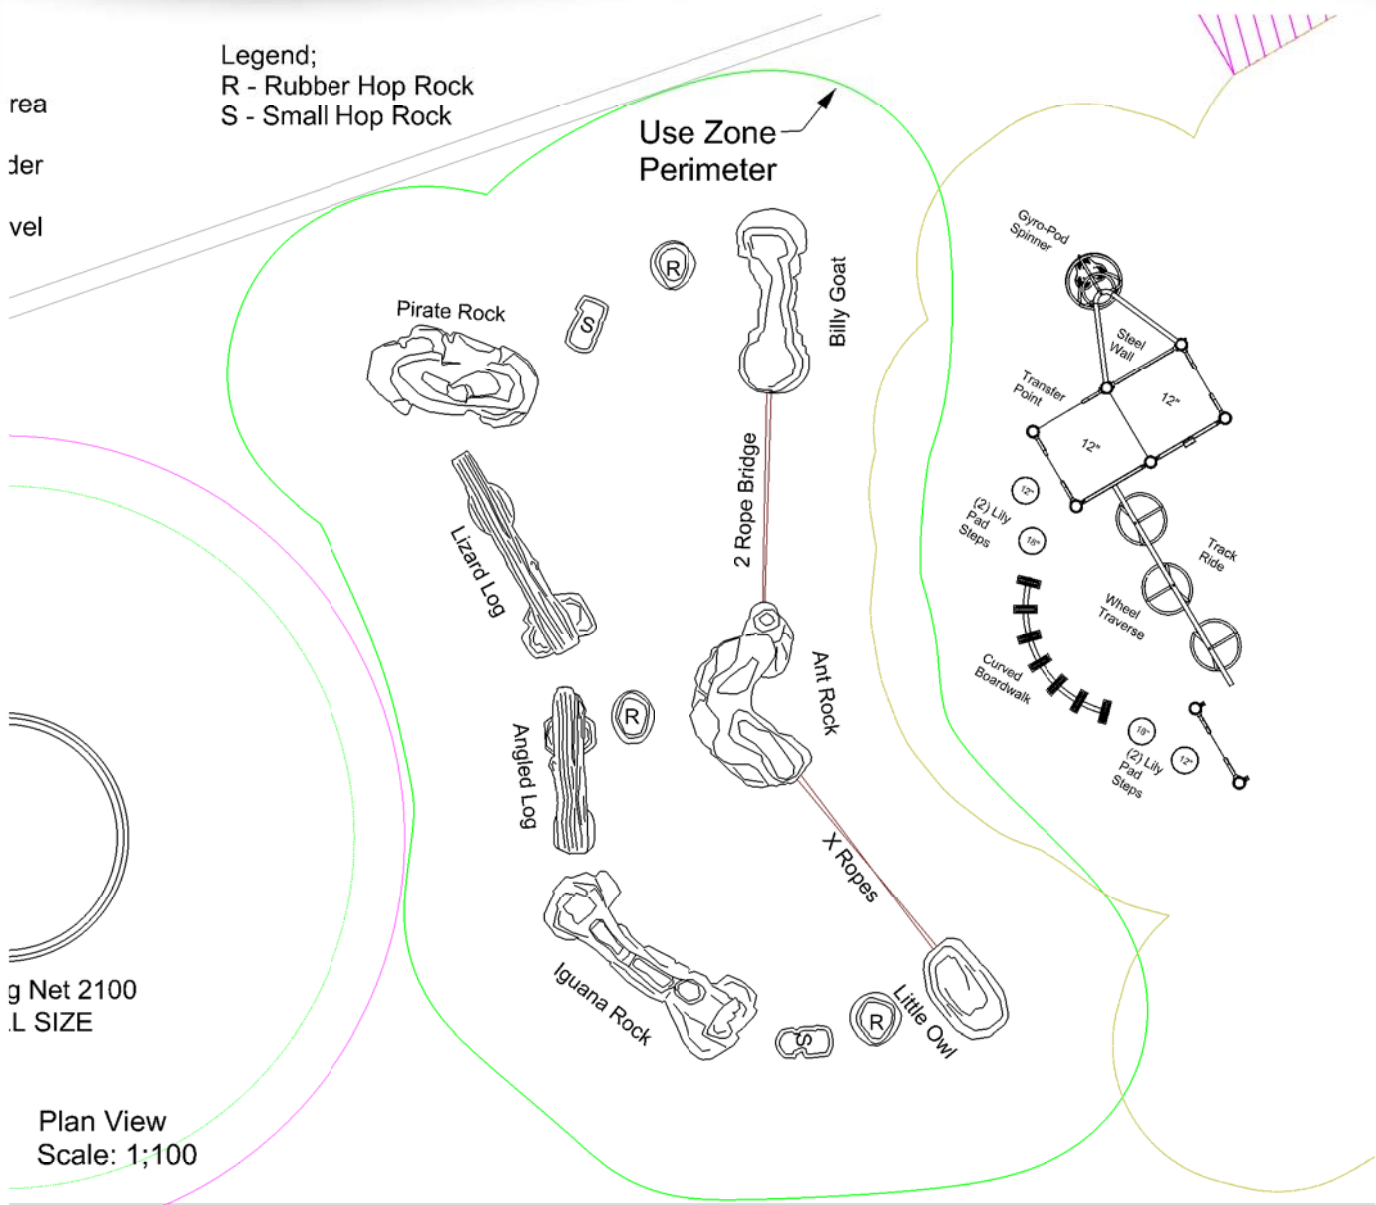 Legend;
R - Rubber Hop Rock
S - Small Hop Rock
rea
der
vel
Use Zone
Perimeter
R
S
Pirate Rock
Billy Goat
Gyro-Pod
Spinner
Steel
Wall
Transfer
Point
12"
12"
2 Rope Bridge
Lizard Log
12"
(2) Lily
Pad
Steps
18"
Track
Ride
Wheel
Traverse
Curved
Boardwalk
Ant Rock
R
Angled Log
18"
(2) Lily
Pad
Steps
12"
X Ropes
Iguana Rock
S
R
Little Owl
g Net 2100
LL SIZE
Plan View
Scale: 1;100